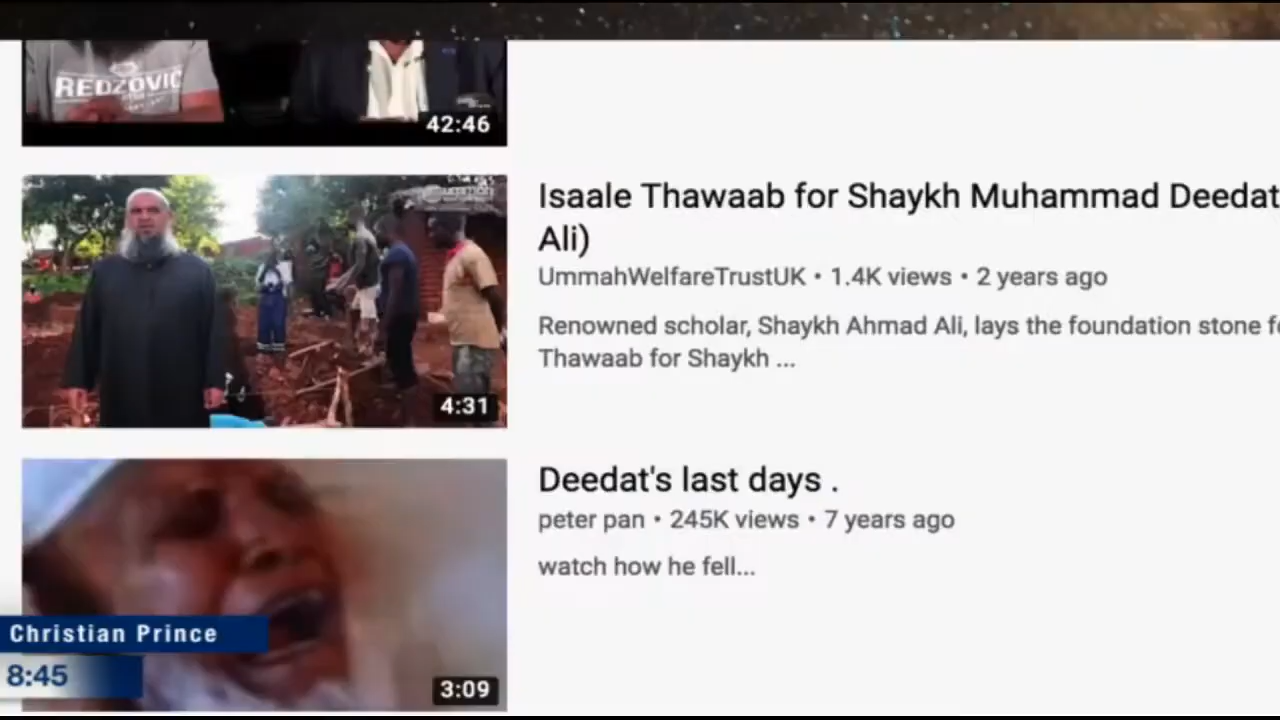 REDZOVIC
42:46
ummah
Isaale Thawaab for Shaykh Muhammad Deedat
Ali)
UmmahWelfareTrustUK • 1.4K views • 2 years ago
Renowned scholar, Shaykh Ahmad Ali, lays the foundation stone f
Thawaab for Shaykh ...
4:31
Deedat's last days .
peter pan • 245K views • 7 years ago
watch how he fell...
Christian Prince
8:45
3:09